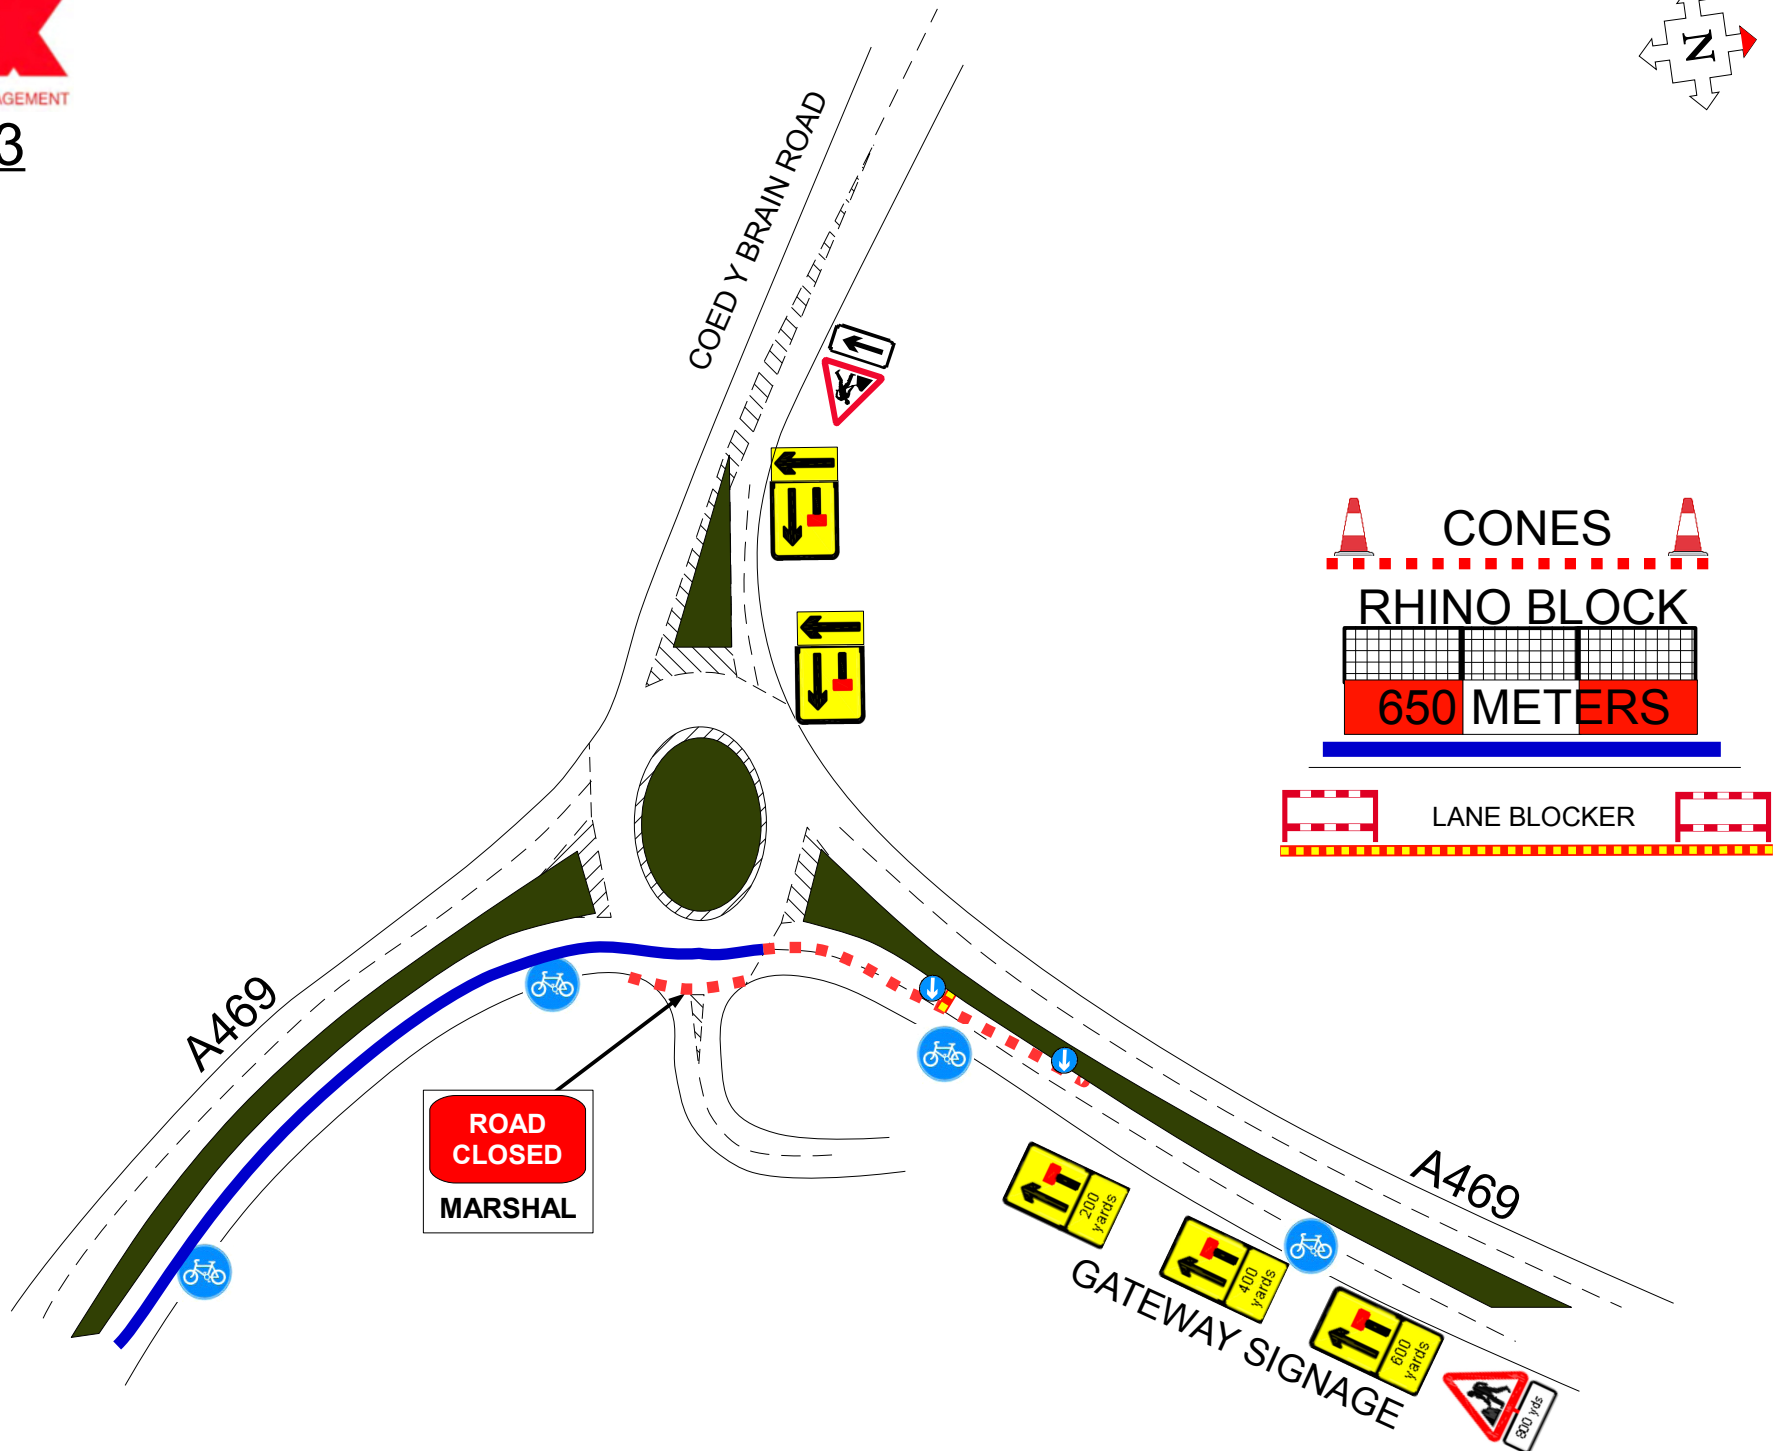 AGEMENT
3
N
COED Y BRAIN ROAD
CONES
RHINO BLOCK
650 METERS
LANE BLOCKER
A469
ROAD
CLOSED
MARSHAL
A469
200
yards
400
yards
600
yards
800 yds
GATEWAY SIGNAGE